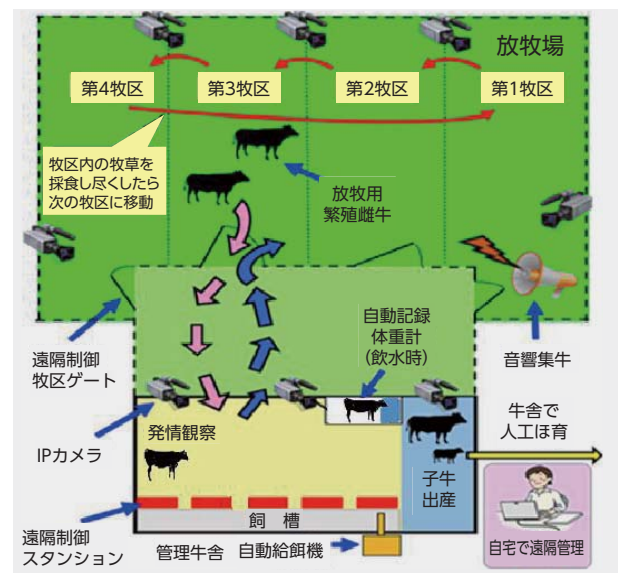 放牧場
第4牧区
第3牧区
第2牧区
第1牧区
牧区内の牧草を
採食し尽くしたら
次の牧区に移動
放牧用
繁殖雌牛
遠隔制御
牧区ゲート
自動記録
体重計
(飲水時)
音響集牛
IPカメラ
発情観察
牛舎で
人工ほ育
子牛
出産
遠隔制御
スタンション
飼 槽
管理牛舎
自動給餌機
自宅で遠隔管理